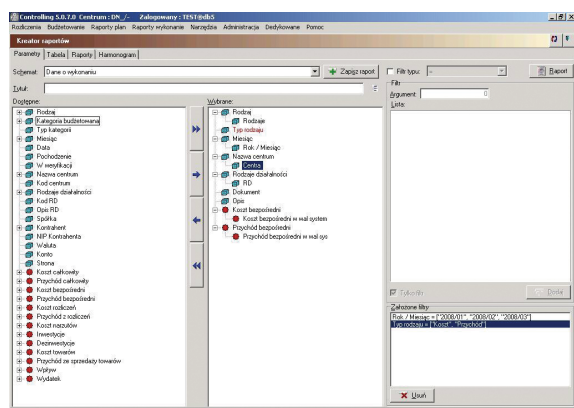 Controlling 5.0.7.0 Centrum : DN_/- Zalogowany : TEST@db5
Rozliczenia Budżetowanie Raporty plan Raporty wykonanie Narzędzia Administracja Dedykowane Pomoc
Kreator raportów
Parametry Tabela Raporty Harmonogram
Schemat: Dane o wykonaniu Zapisz raport Filtr typu: = Raport
Tytuł:
Filtr
Argument: 0
Lista:
Dostępne:
Rodzaj
Kategoria budżetowana
Typ kategorii
Miesiąc
Data
Pochodzenie
W weryfikacji
Nazwa centrum
Kod centrum
Rodzaje działalności
Kod RD
Opis RD
Spółka
Kontrahent
NIP Kontrahenta
Waluta
Konto
Strona
Koszt całkowity
Przychód całkowity
Koszt bezpośredni
Przychód bezpośredni
Koszt rozliczeń
Przychód z rozliczeń
Koszt narzutów
Inwestycje
Dezinwestycje
Koszt towarów
Przychód ze sprzedaży towarów
Wpływ
Wydatek
Wybrane:
Rodzaj
Rodzaje
Typ rodzaju
Miesiąc
Rok / Miesiąc
Nazwa centrum
Centra
Rodzaje działalności
RD
Dokument
Opis
Koszt bezpośredni
Koszt bezpośredni w wal system
Przychód bezpośredni
Przychód bezpośredni w wal sys
Tylko filtr Dodaj
Założone filtry
Rok / Miesiąc = ["2008/01", "2008/02", "2008/03"]
Typ rodzaju = ["Koszt", "Przychód"]
Usuń